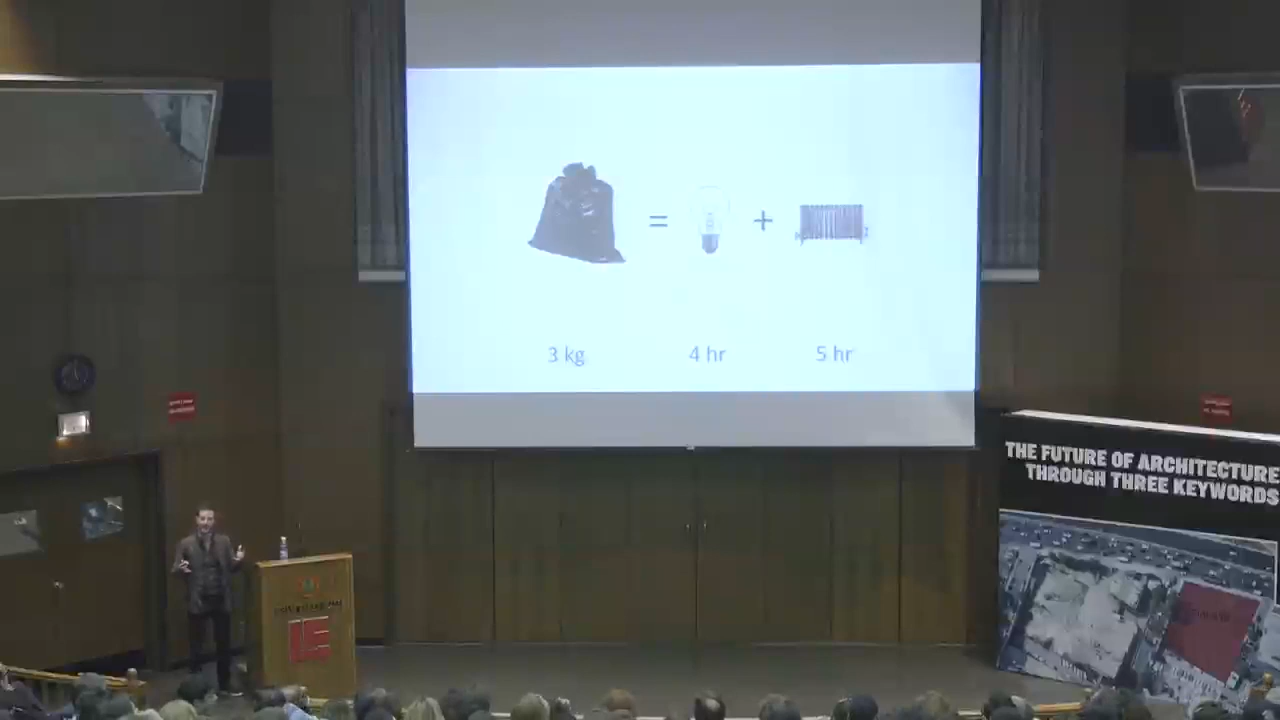 =
+
3 kg
4 hr
5 hr
THE FUTURE OF ARCHITECTURE
THROUGH THREE KEYWORDS